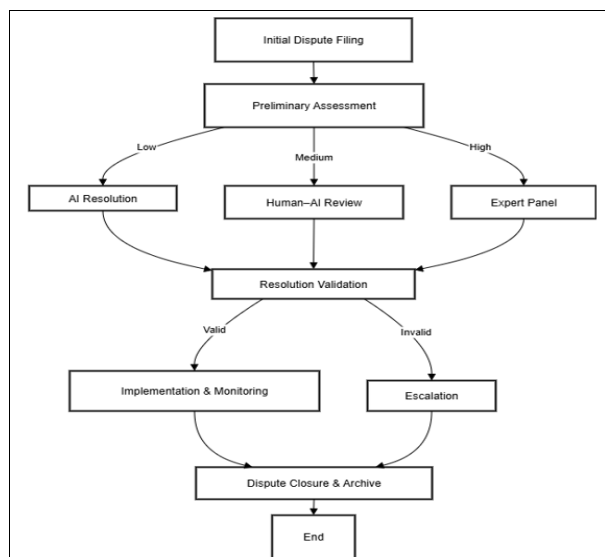 Initial Dispute Filing
Preliminary Assessment
Low
Medium
High
AI Resolution
Human–AI Review
Expert Panel
Resolution Validation
Valid
Invalid
Implementation & Monitoring
Escalation
Dispute Closure & Archive
End